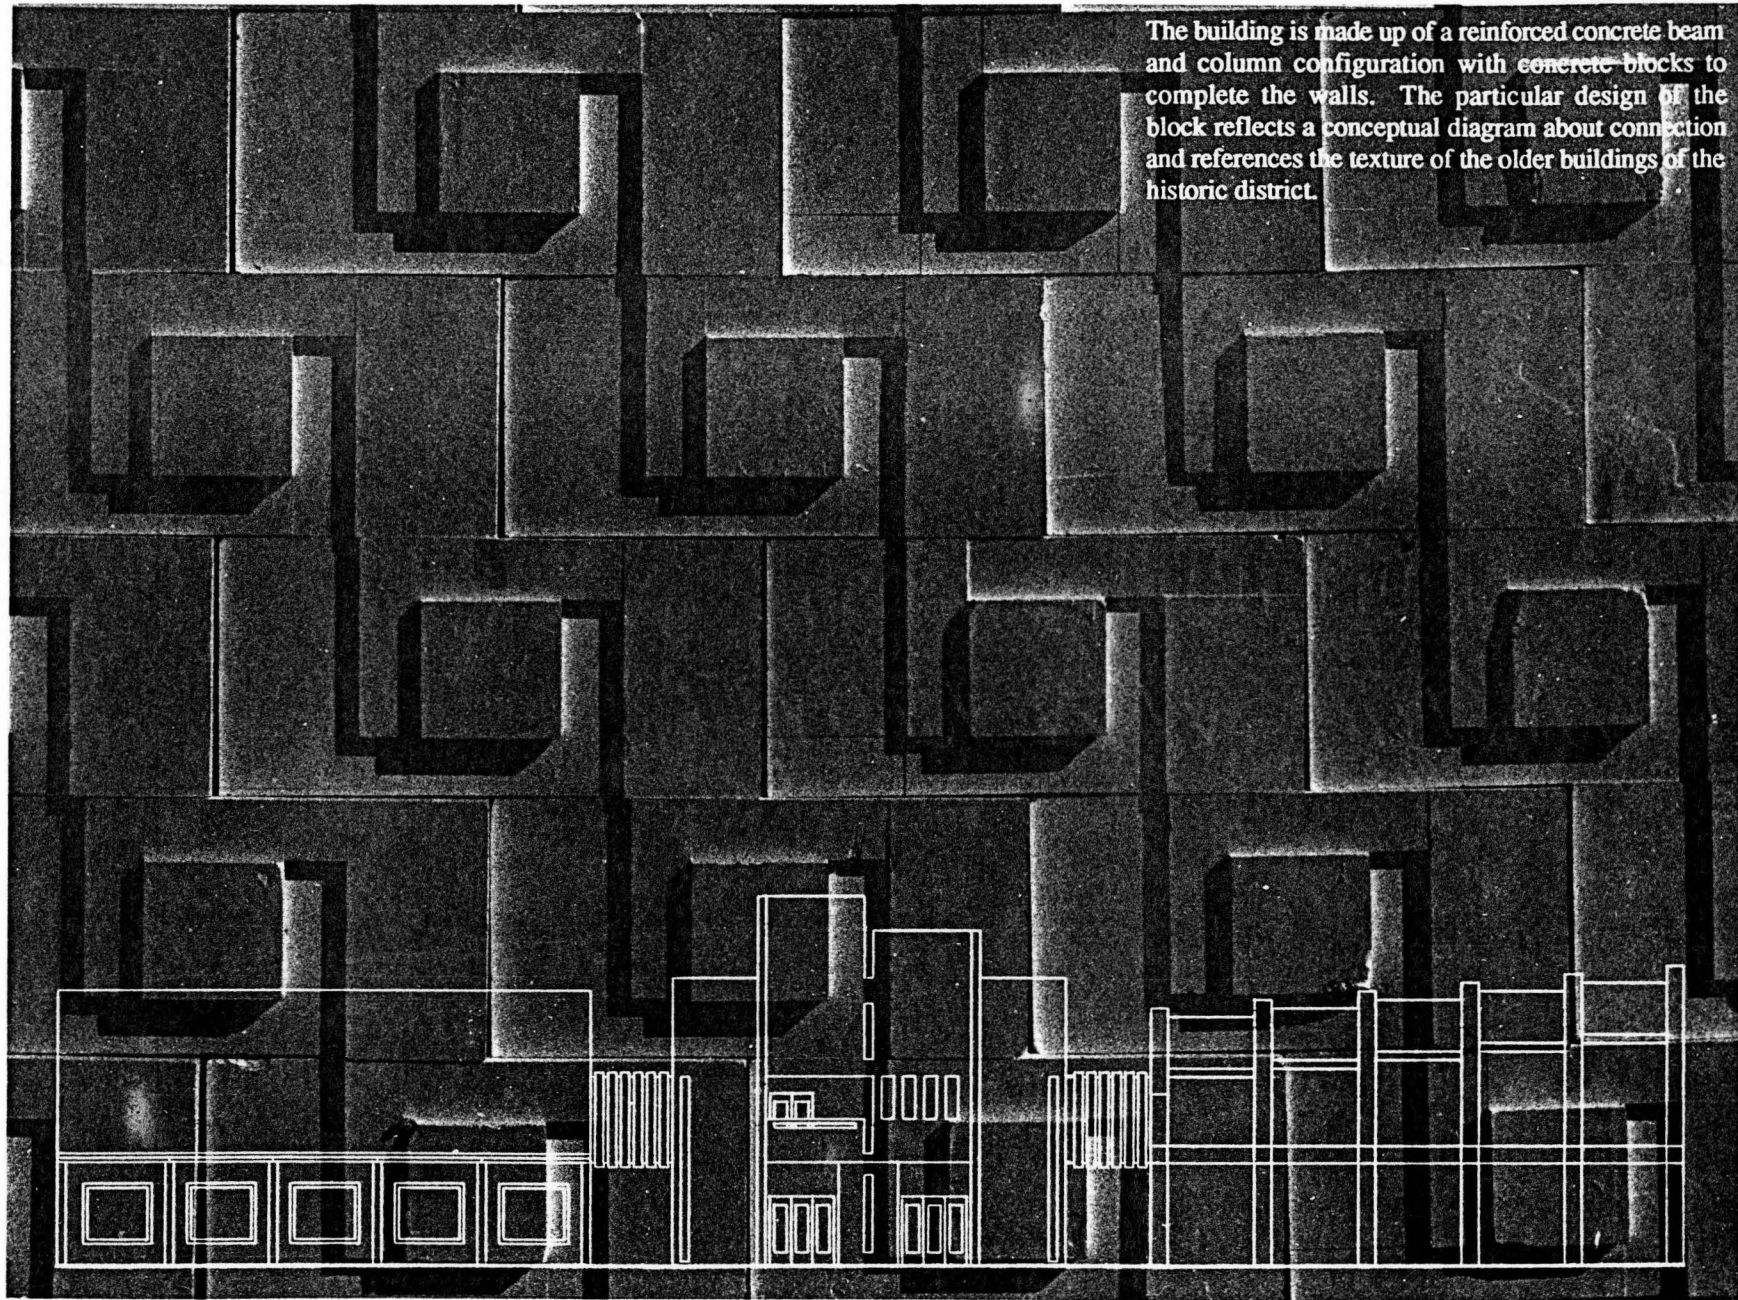 The building is made up of a reinforced concrete beam
and column configuration with concrete blocks to
complete the walls. The particular design of the
block reflects a conceptual diagram about connection
and references the texture of the older buildings of the
historic district.